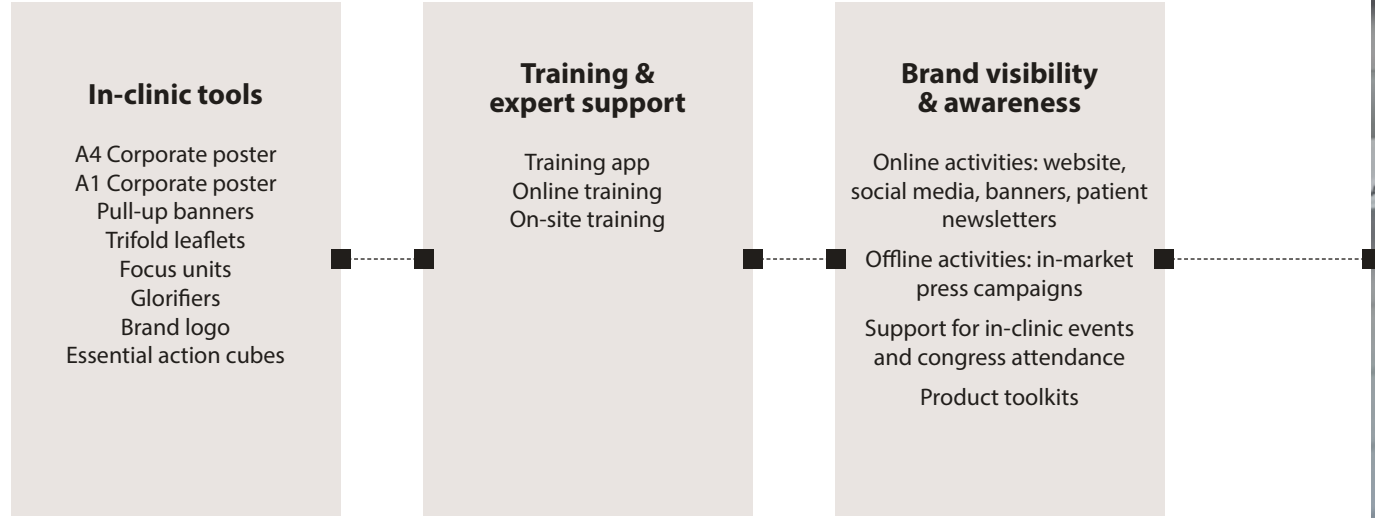 In-clinic tools
A4 Corporate poster
A1 Corporate poster
Pull-up banners
Trifold leaflets
Focus units
Glorifiers
Brand logo
Essential action cubes
Training &
expert support
Training app
Online training
On-site training
Brand visibility
& awareness
Online activities: website,
social media, banners, patient
newsletters
Offline activities: in-market
press campaigns
Support for in-clinic events
and congress attendance
Product toolkits